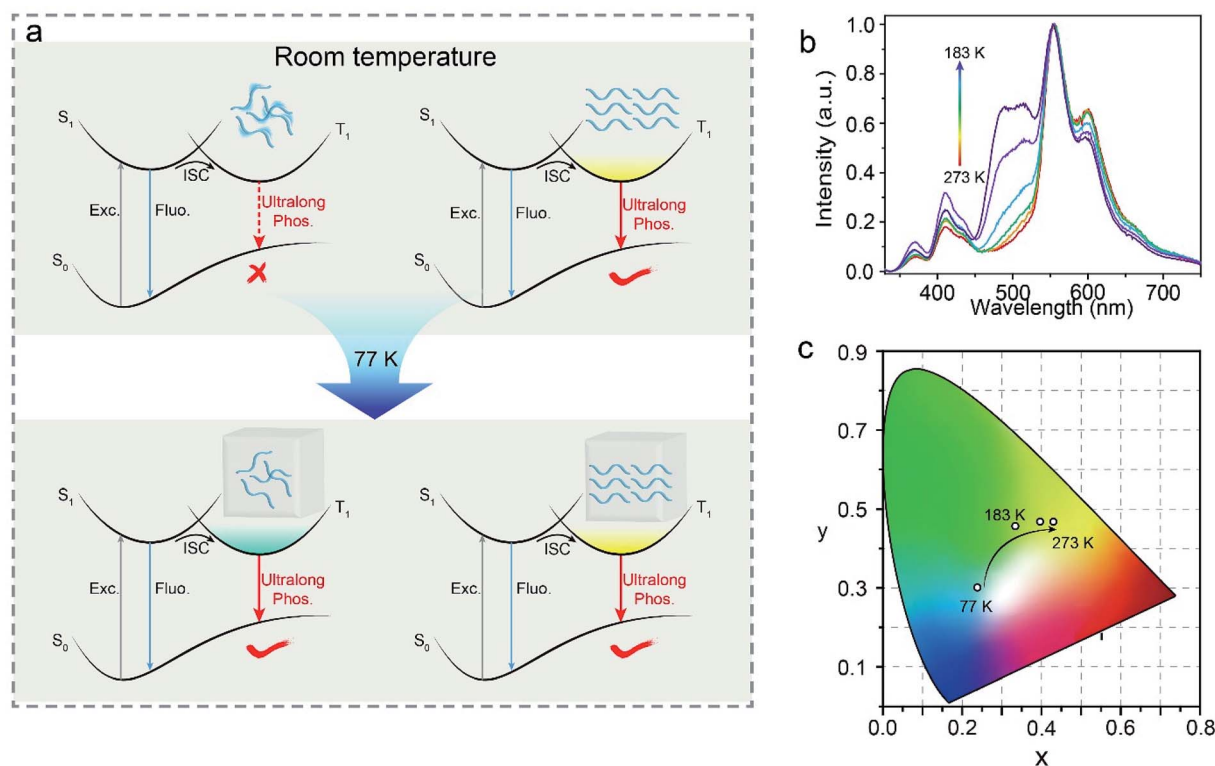 a
Room temperature
S1
T1
ISC
Exc.
Fluo.
Ultralong
Phos.
S0
S1
T1
ISC
Exc.
Fluo.
Ultralong
Phos.
S0
77 K
S1
T1
ISC
Exc.
Fluo.
Ultralong
Phos.
S0
S1
T1
ISC
Exc.
Fluo.
Ultralong
Phos.
S0
b
Intensity (a.u.)
1.0
0.8
0.6
0.4
0.2
0.0
183 K
273 K
400 500 600 700
Wavelength (nm)
c
y
0.9
0.7
0.5
0.3
0.1
183 K
273 K
77 K
0.0 0.2 0.4 0.6 0.8
x